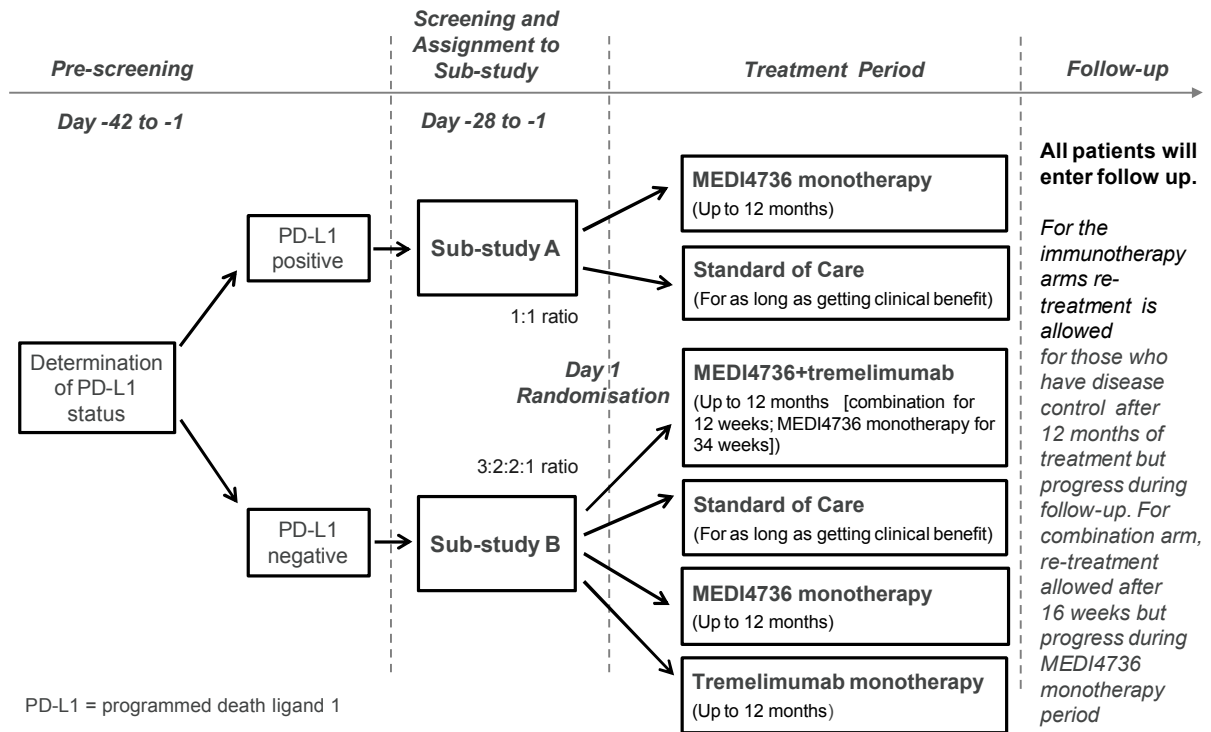 Pre-screening
Screening and
Assignment to
Sub-study
Treatment Period
Follow-up
Day -42 to -1
Day -28 to -1
Determination
of PD-L1
status
PD-L1
positive
PD-L1
negative
Sub-study A
1:1 ratio
Day 1
Randomisation
3:2:2:1 ratio
Sub-study B
MEDI4736 monotherapy
(Up to 12 months)
Standard of Care
(For as long as getting clinical benefit)
MEDI4736+tremelimumab
(Up to 12 months [combination for
12 weeks; MEDI4736 monotherapy for
34 weeks])
Standard of Care
(For as long as getting clinical benefit)
MEDI4736 monotherapy
(Up to 12 months)
Tremelimumab monotherapy
(Up to 12 months)
All patients will
enter follow up.
For the
immunotherapy
arms re-
treatment is
allowed
for those who
have disease
control after
12 months of
treatment but
progress during
follow-up. For
combination arm,
re-treatment
allowed after
16 weeks but
progress during
MEDI4736
monotherapy
period
PD-L1 = programmed death ligand 1